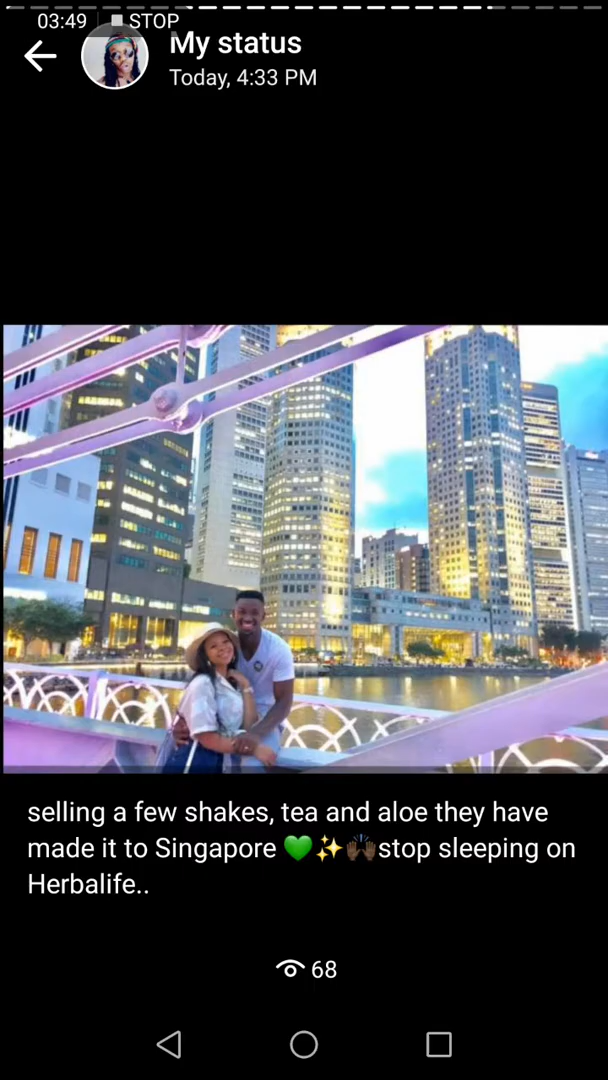 03:49 STOP
My status
Today, 4:33 PM
selling a few shakes, tea and aloe they have
made it to Singapore 💚✨🙌🏿stop sleeping on
Herbalife..
68